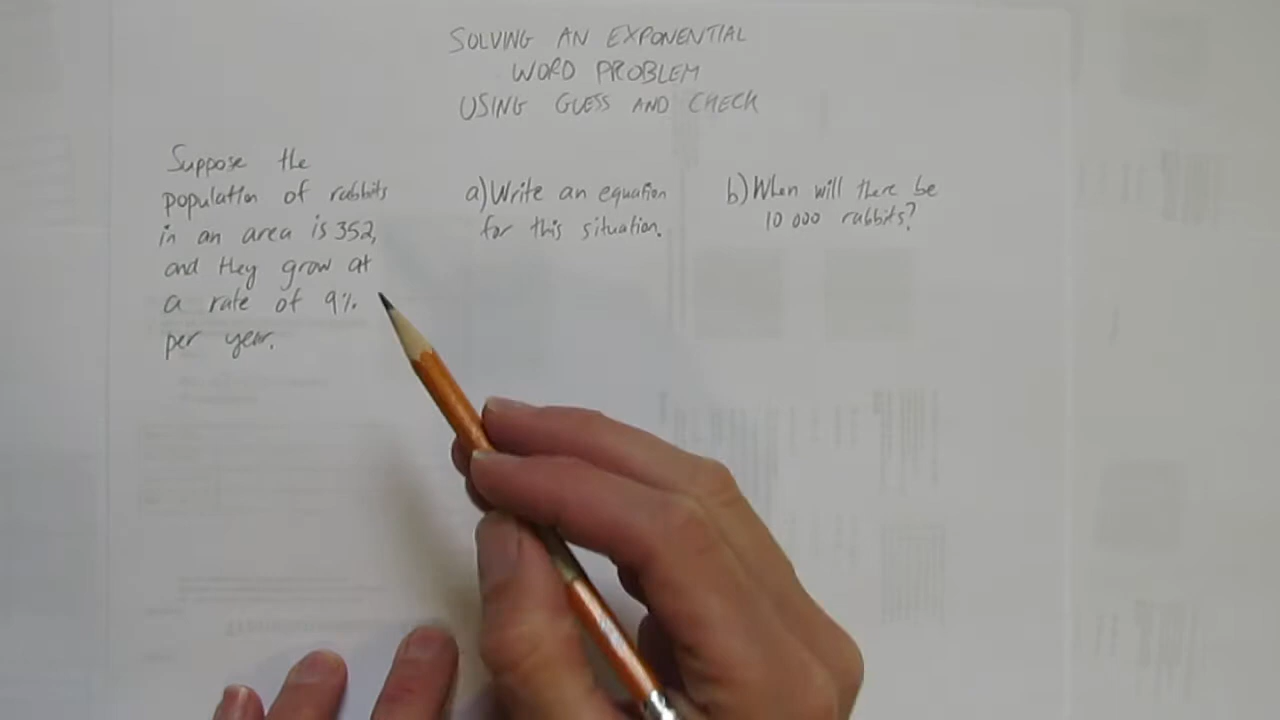 SOLVING AN EXPONENTIAL
WORD PROBLEM
USING GUESS AND CHECK
Suppose the
population of rabbits
in an area is 352,
and they grow at
a rate of 9%
per year.
a) Write an equation
for this situation.
b) When will there be
10 000 rabbits?